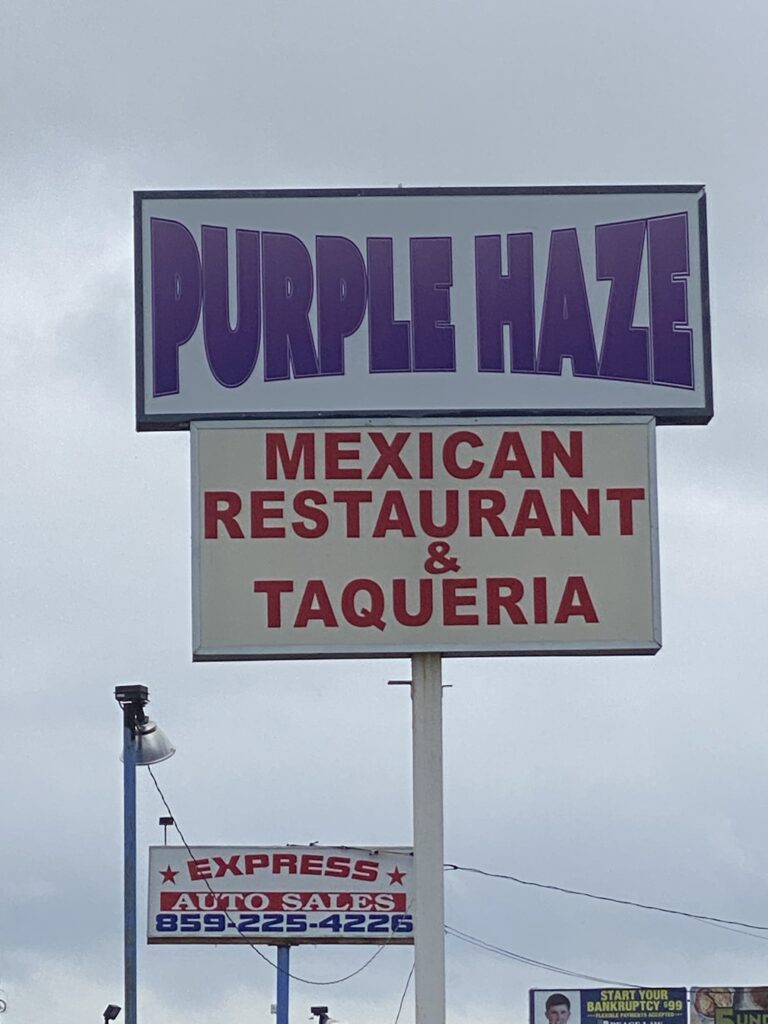 PURPLE HAZE
MEXICAN
RESTAURANT
&
TAQUERIA
EXPRESS
AUTO SALES
859-225-4226
START YOUR
BANKRUPTCY $99
FLEXIBLE PAYMENTS ACCEPTED